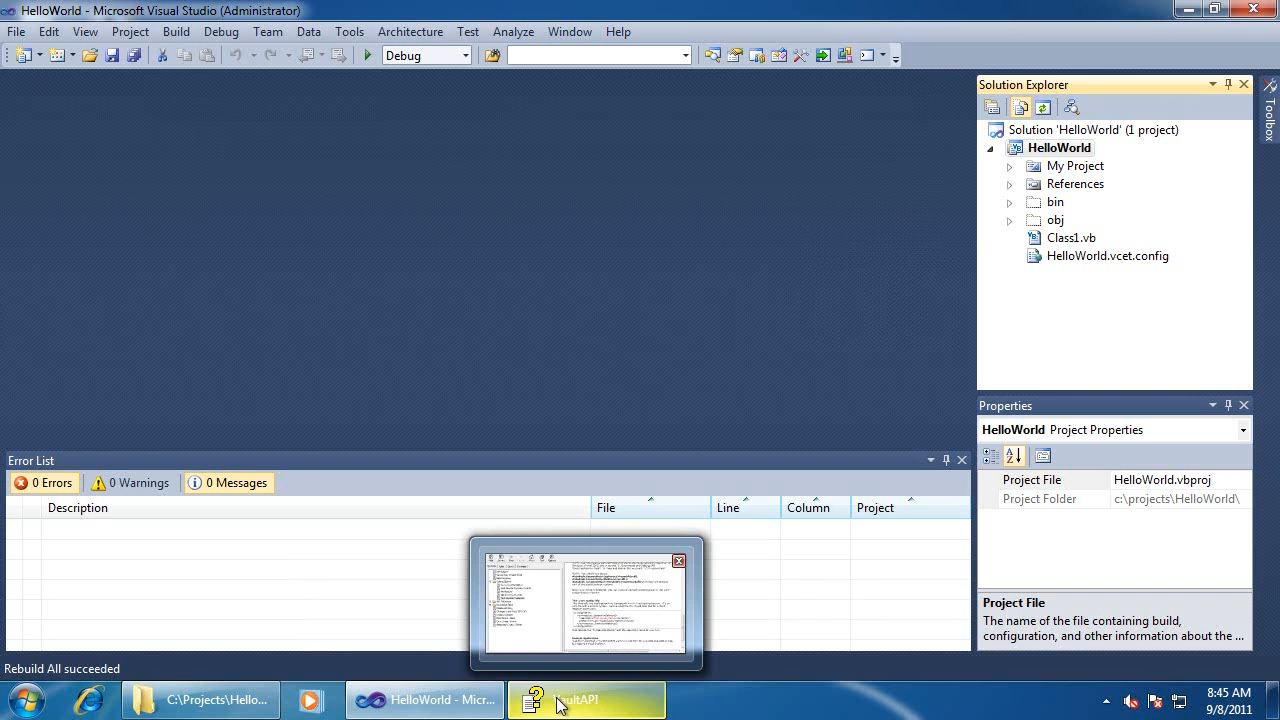 HelloWorld - Microsoft Visual Studio (Administrator)
File Edit View Project Build Debug Team Data Tools Architecture Test Analyze Window Help
Debug
Solution Explorer
Toolbox
Solution 'HelloWorld' (1 project)
HelloWorld
My Project
References
bin
obj
Class1.vb
HelloWorld.vcet.config
Properties
HelloWorld Project Properties
Project File HelloWorld.vbproj
Project Folder c:\projects\HelloWorld\
Project File
The name of the file containing build,
configuration, and other information about the ...
Error List
0 Errors 0 Warnings 0 Messages
Description File Line Column Project
Rebuild All succeeded
C:\Projects\Hello... HelloWorld - Micr... VaultAPI
8:45 AM
9/8/2011